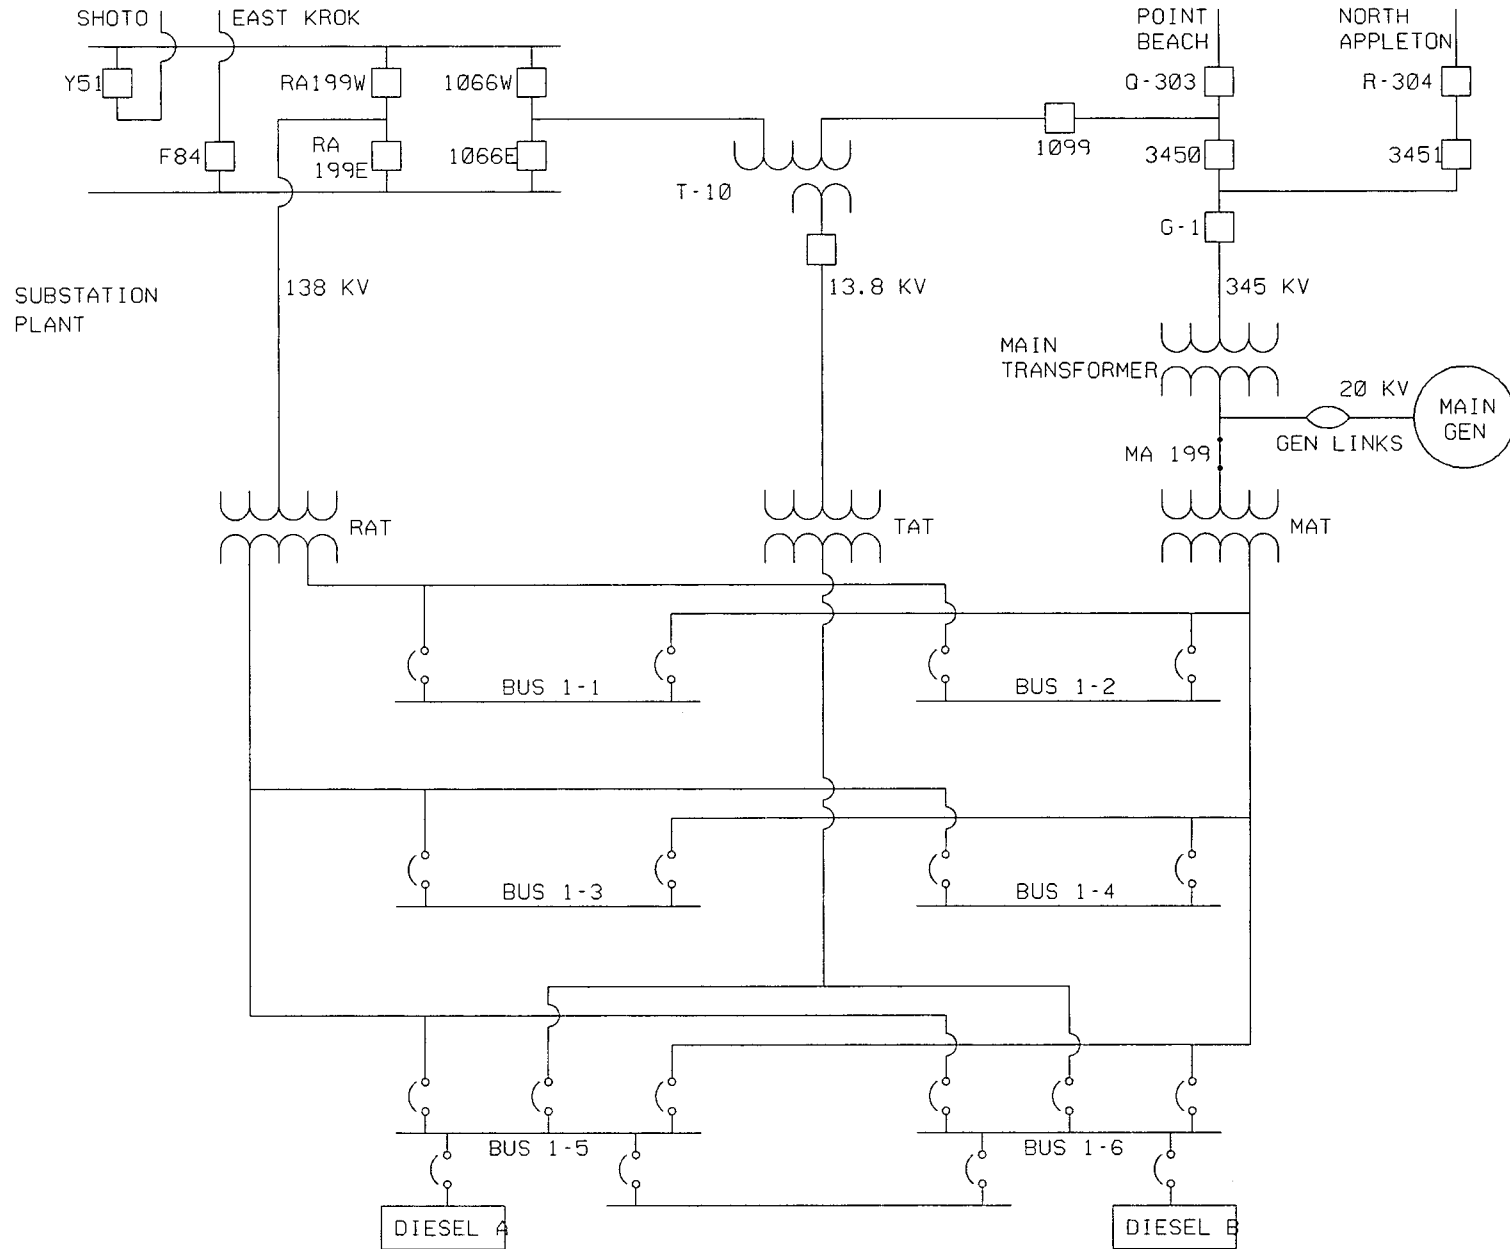 SHOTO
EAST KROK
POINT
BEACH
NORTH
APPLETON
Y51
RA199W
1066W
Q-303
R-304
F84
RA
199E
1066E
1099
3450
3451
T-10
G-1
SUBSTATION
PLANT
138 KV
13.8 KV
345 KV
MAIN
TRANSFORMER
20 KV
MAIN
GEN
GEN LINKS
MA 199
RAT
TAT
MAT
BUS 1-1
BUS 1-2
BUS 1-3
BUS 1-4
BUS 1-5
BUS 1-6
DIESEL A
DIESEL B